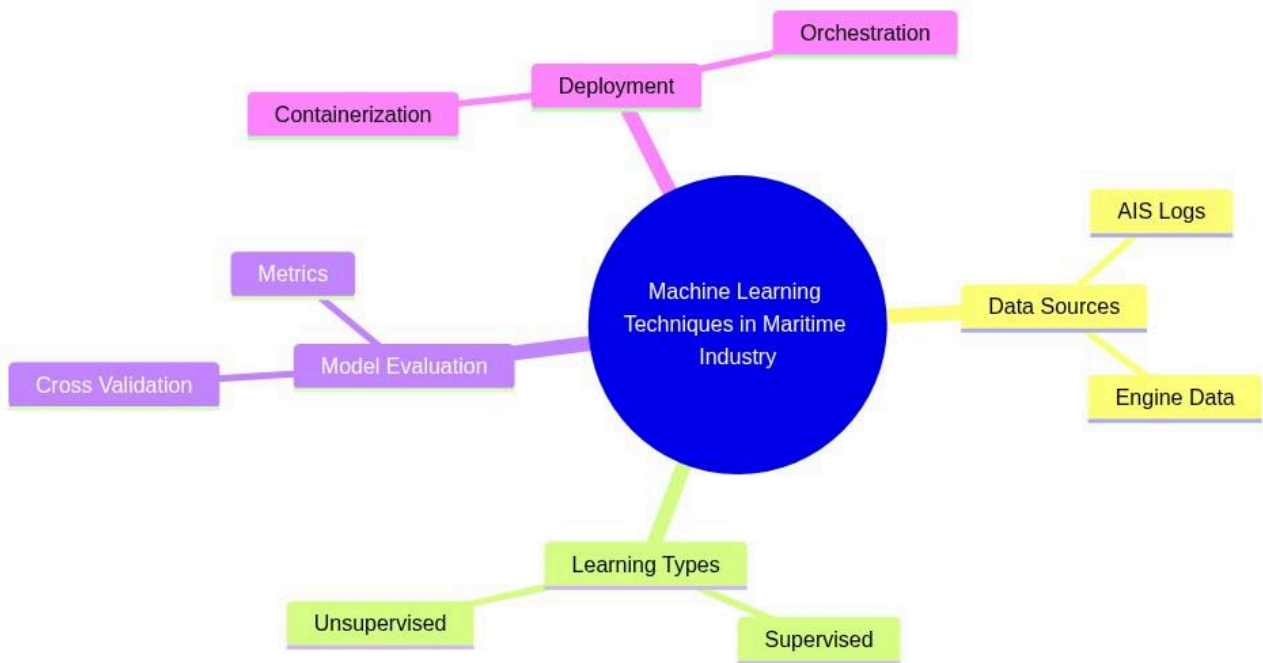 Orchestration
Deployment
Containerization
AIS Logs
Metrics
Machine Learning
Techniques in Maritime
Industry
Data Sources
Model Evaluation
Cross Validation
Engine Data
Learning Types
Unsupervised
Supervised